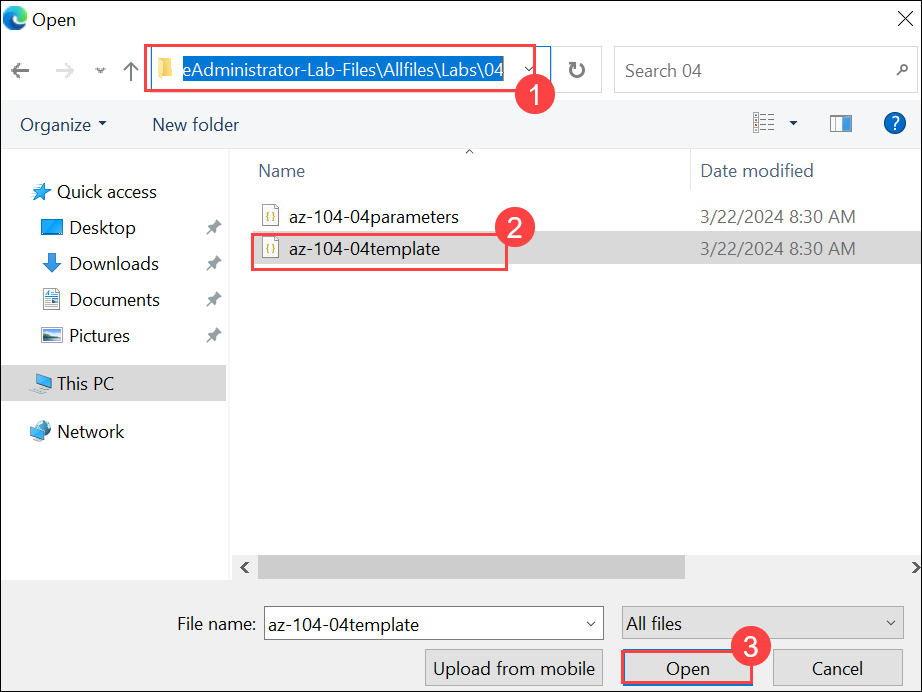 Open
eAdministrator-Lab-Files\Allfiles\Labs\04
Search 04
1
Organize
New folder
?
Name
Date modified
Quick access
Desktop
Downloads
Documents
Pictures
This PC
Network
az-104-04parameters
3/22/2024 8:30 AM
2
az-104-04template
3/22/2024 8:30 AM
File name:
az-104-04template
All files
3
Upload from mobile
Open
Cancel